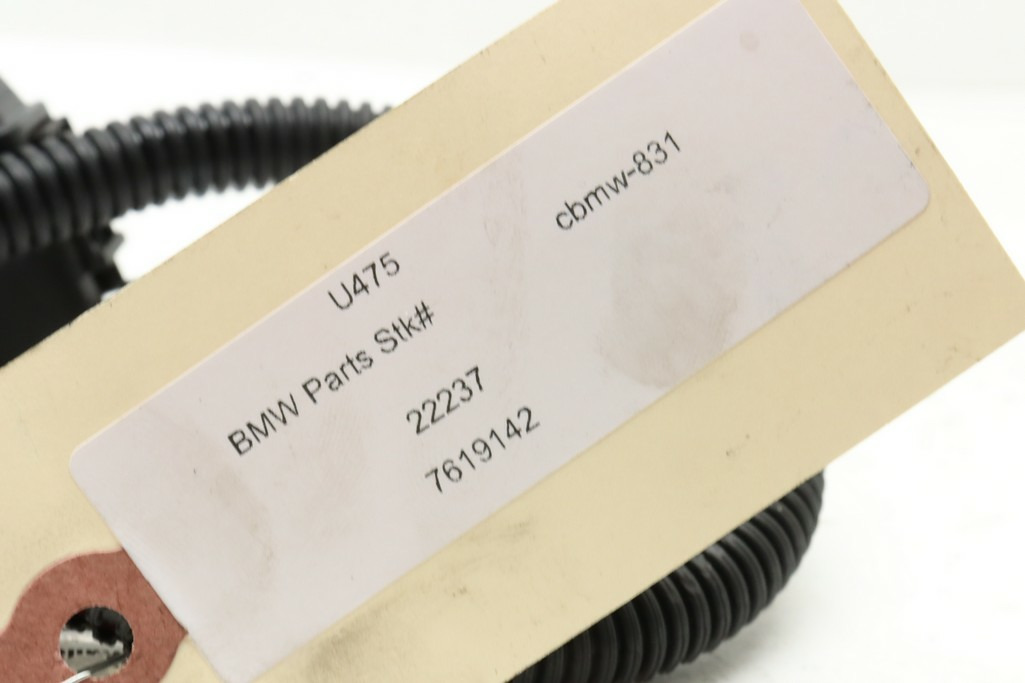 U475
cbmw-831
BMW Parts Stk#
22237
7619142